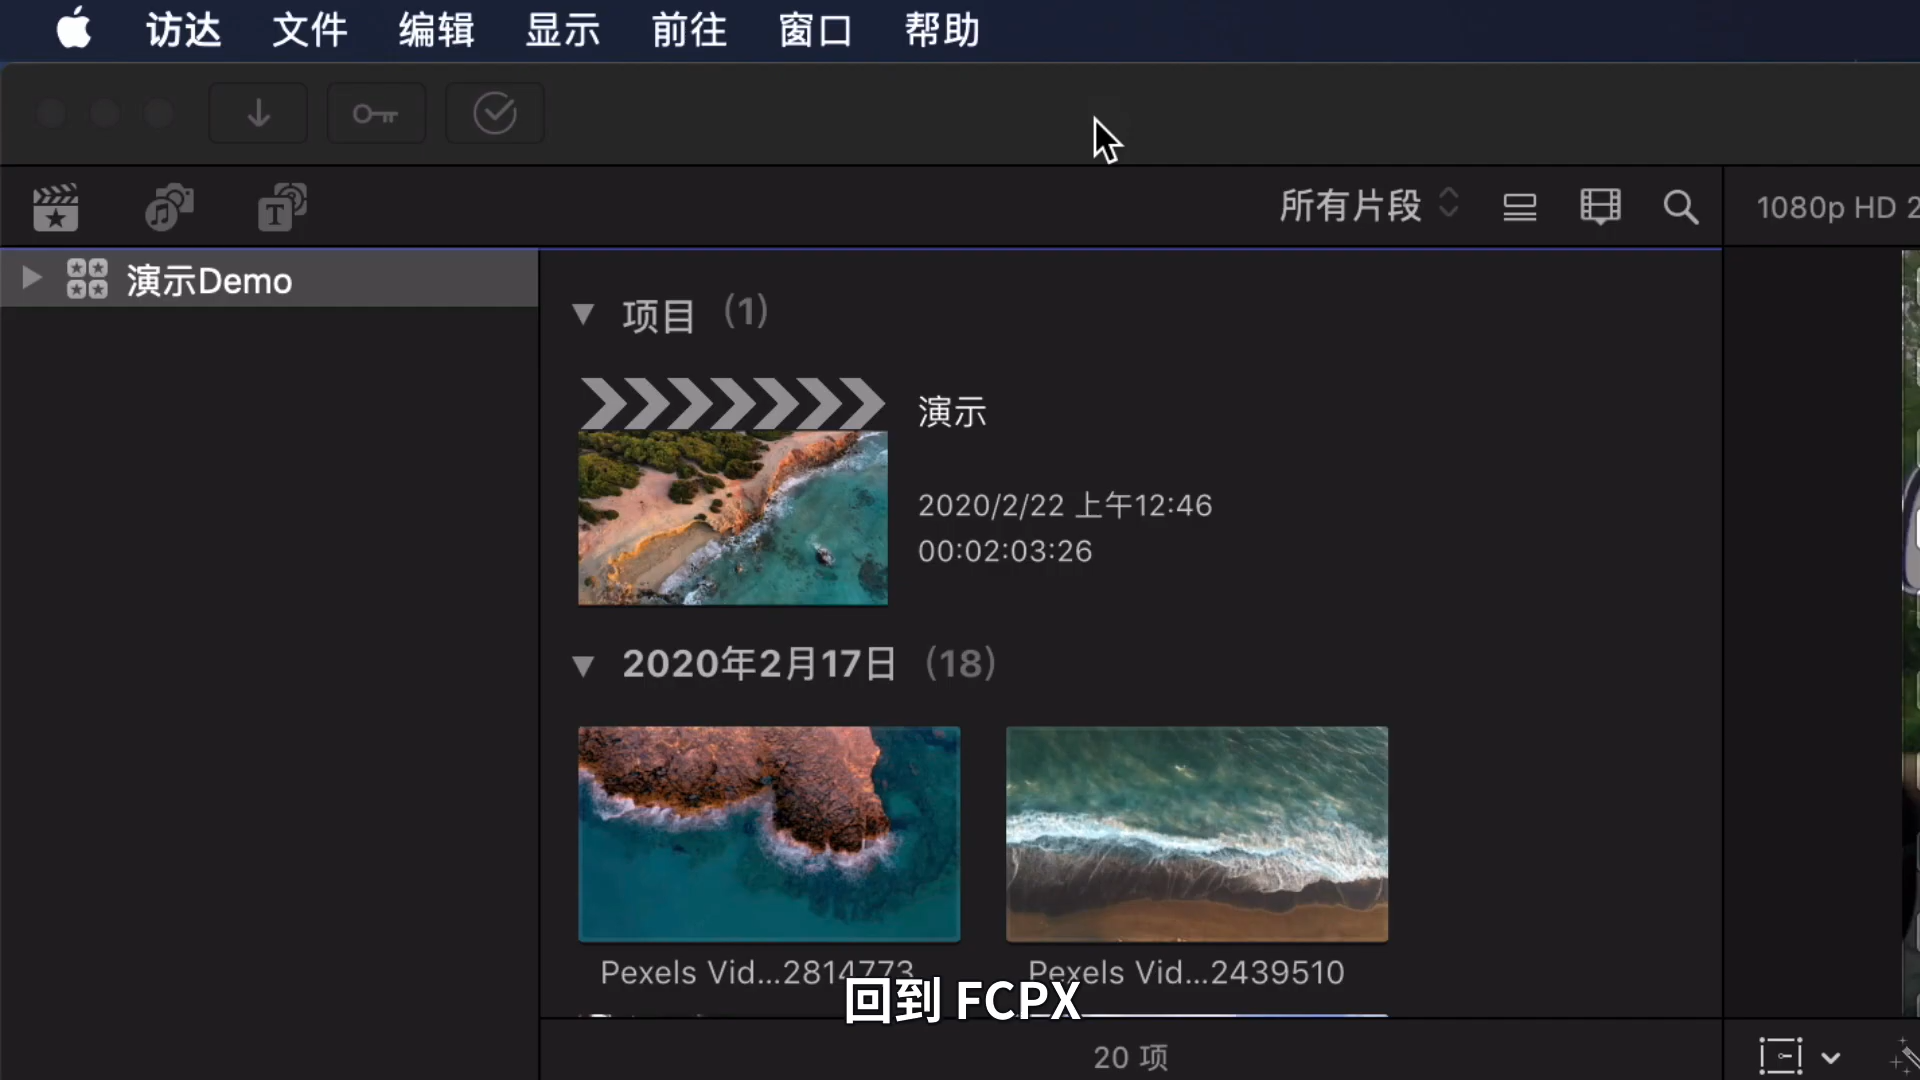 访达 文件 编辑 显示 前往 窗口 帮助
所有片段
1080p HD 2
演示Demo
项目 (1)
演示
2020/2/22 上午12:46
00:02:03:26
2020年2月17日 (18)
Pexels Vid...2814773
Pexels Vid...2439510
回到 FCPX
20 项